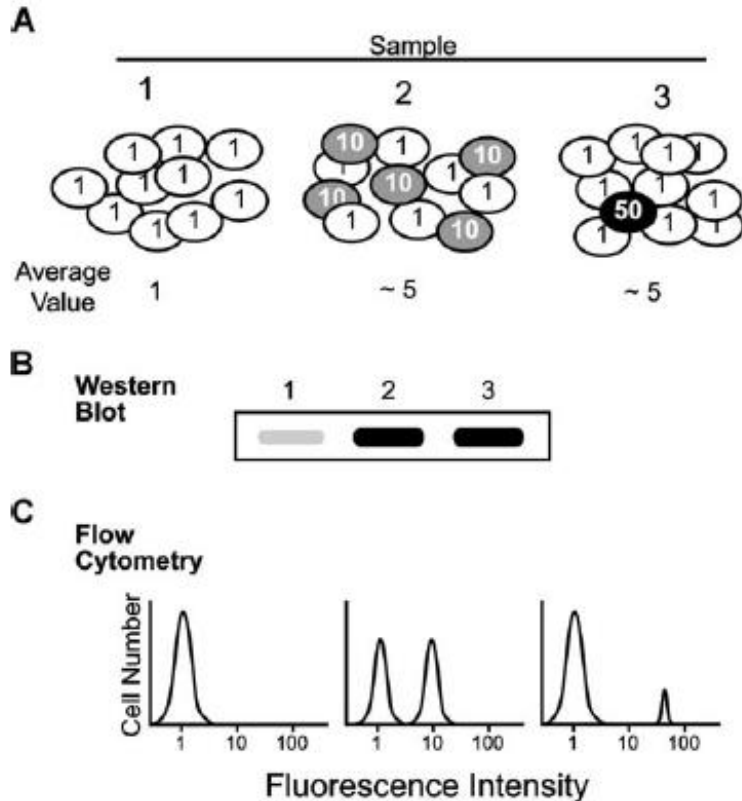 A
Sample
1 2 3
1 1 1 1 1 1 1 1 1 1 1
10 1 10 1 1 10 10 1 1 1 10
1 1 1 1 1 1 1 50 1 1 1
Average
Value
1 ~ 5 ~ 5
B
Western
Blot
1 2 3
C
Flow
Cytometry
Cell Number
1 10 100 1 10 100 1 10 100
Fluorescence Intensity